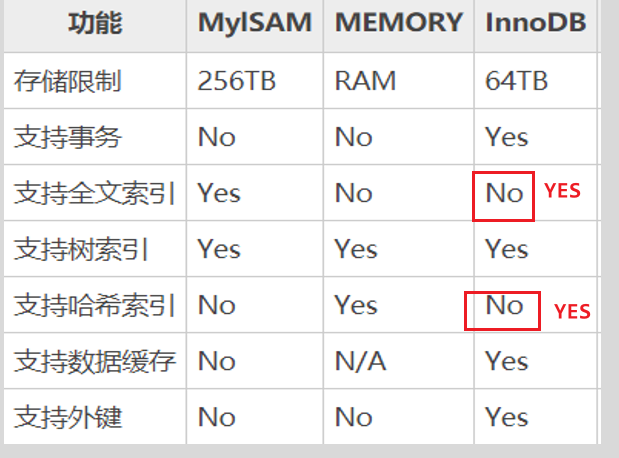 功能 MylSAM MEMORY InnoDB
存储限制 256TB RAM 64TB
支持事务 No No Yes
支持全文索引 Yes No No YES
支持树索引 Yes Yes Yes
支持哈希索引 No Yes No YES
支持数据缓存 No N/A Yes
支持外键 No No Yes